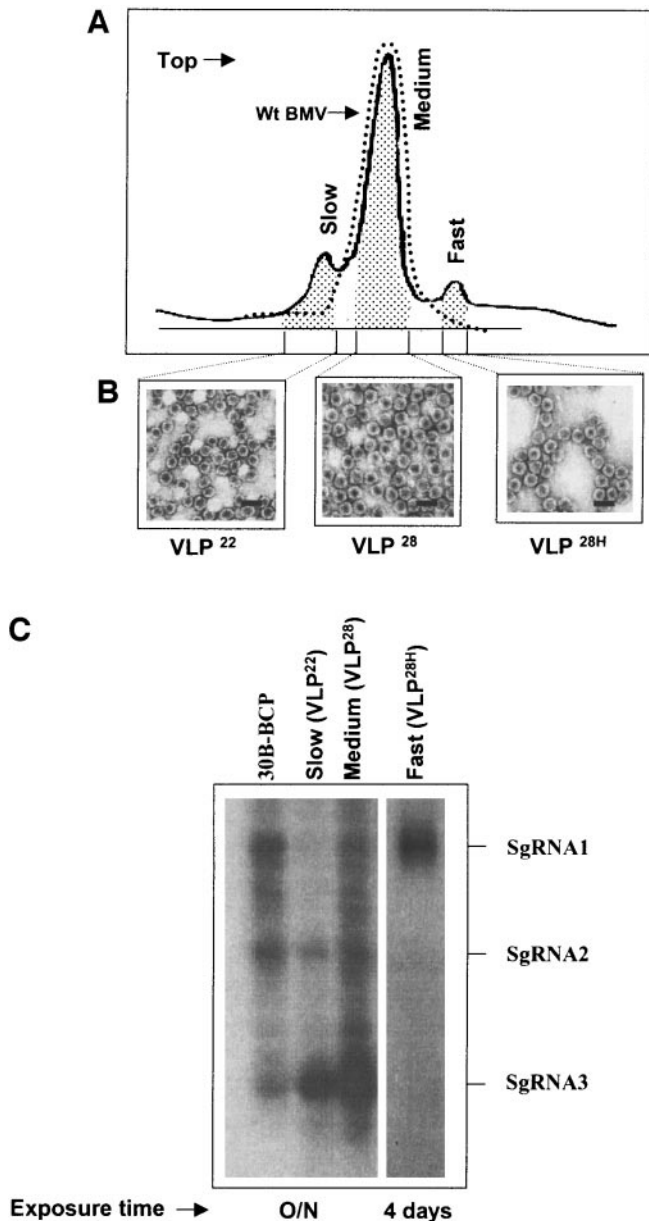 A
Top →
Wt BMV →
Slow
Medium
Fast
B
VLP 22
VLP 28
VLP 28H
C
30B-BCP
Slow (VLP22)
Medium (VLP28)
Fast (VLP28H)
SgRNA1
SgRNA2
SgRNA3
Exposure time → O/N 4 days